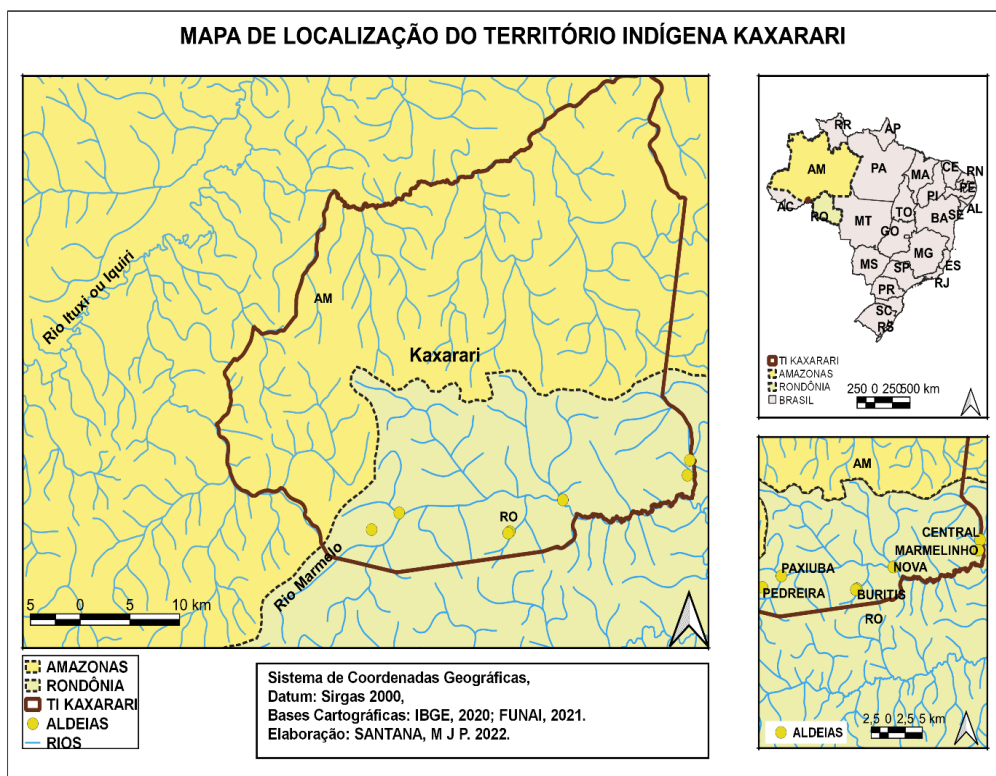 MAPA DE LOCALIZAÇÃO DO TERRITÓRIO INDÍGENA KAXARARI
Rio Ituxi ou Iquiri
AM
Kaxarari
RO
Rio Marmelo
5 0 5 10 km
AMAZONAS
RONDÔNIA
TI KAXARARI
ALDEIAS
RIOS
Sistema de Coordenadas Geográficas,
Datum: Sirgas 2000,
Bases Cartográficas: IBGE, 2020; FUNAI, 2021.
Elaboração: SANTANA, M J P. 2022.
RR
AP
AM
PA
MA
CE
RN
PE
PI
AC
RO
MT
TO
BA
SE
AL
GO
MG
MS
ES
SP
RJ
PR
SC
RS
TI KAXARARI
AMAZONAS
RONDÔNIA
BRASIL
250 0 250 500 km
AM
CENTRAL
MARMELINHO
NOVA
PAXIUBA
PEDREIRA
BURITIS
RO
ALDEIAS
2,5 0 2,5 5 km